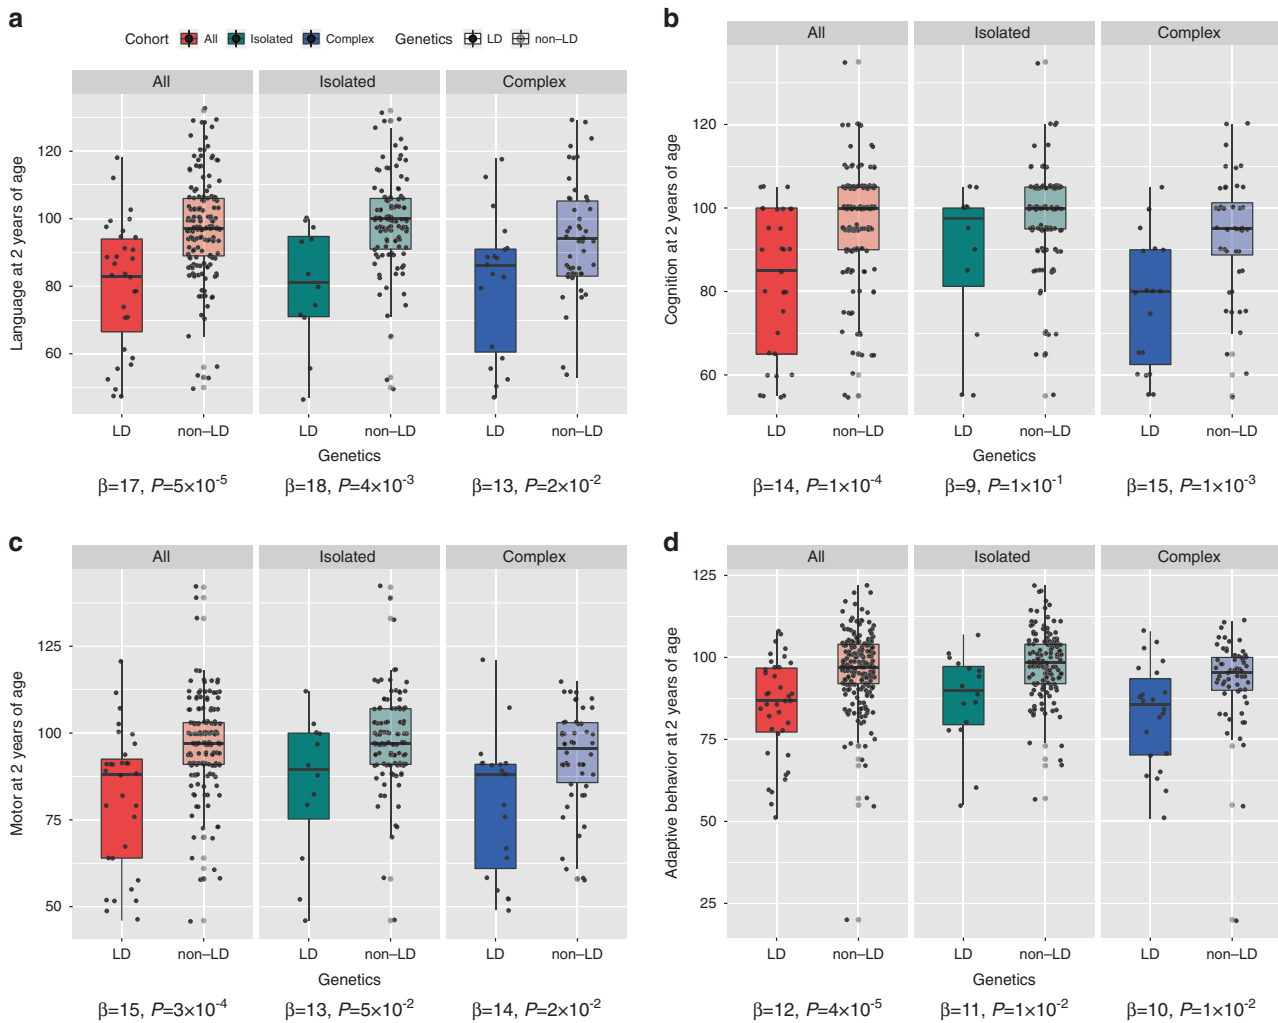 a
Cohort All Isolated Complex Genetics LD non–LD
All Isolated Complex
Language at 2 years of age
120
100
80
60
LD non–LD LD non–LD LD non–LD
Genetics
β=17, P=5×10-5 β=18, P=4×10-3 β=13, P=2×10-2
b
All Isolated Complex
Cognition at 2 years of age
120
100
80
60
LD non–LD LD non–LD LD non–LD
Genetics
β=14, P=1×10-4 β=9, P=1×10-1 β=15, P=1×10-3
c
All Isolated Complex
Motor at 2 years of age
125
100
75
50
LD non–LD LD non–LD LD non–LD
Genetics
β=15, P=3×10-4 β=13, P=5×10-2 β=14, P=2×10-2
d
All Isolated Complex
Adaptive behavior at 2 years of age
125
100
75
50
25
LD non–LD LD non–LD LD non–LD
Genetics
β=12, P=4×10-5 β=11, P=1×10-2 β=10, P=1×10-2